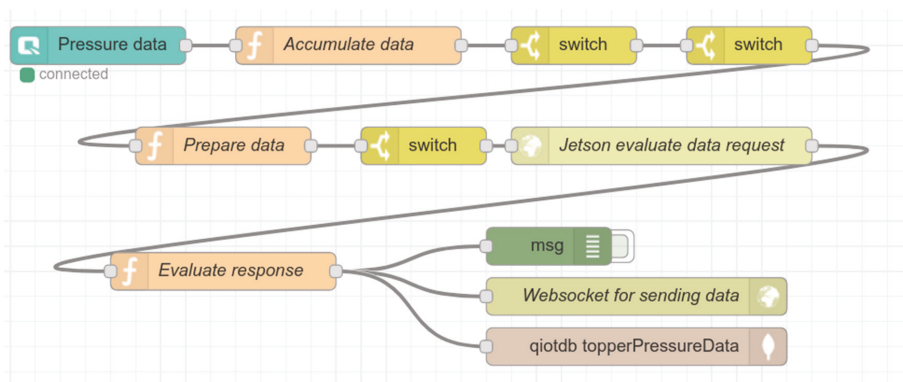 Pressure data
Accumulate data
switch
switch
connected
Prepare data
switch
Jetson evaluate data request
msg
Evaluate response
Websocket for sending data
qiotdb topperPressureData